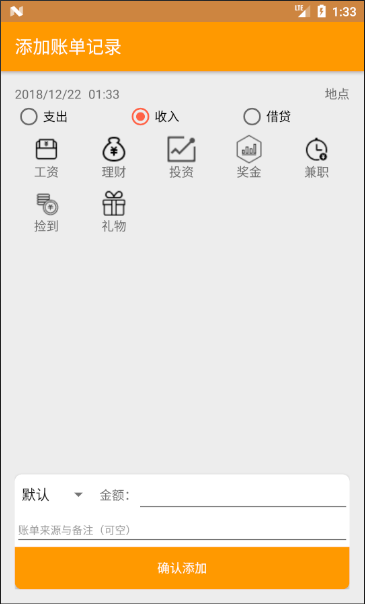 LTE 1:33
添加账单记录
2018/12/22 01:33 地点
支出 收入 借贷
工资 理财 投资 奖金 兼职
捡到 礼物
默认 金额:
账单来源与备注（可空）
确认添加